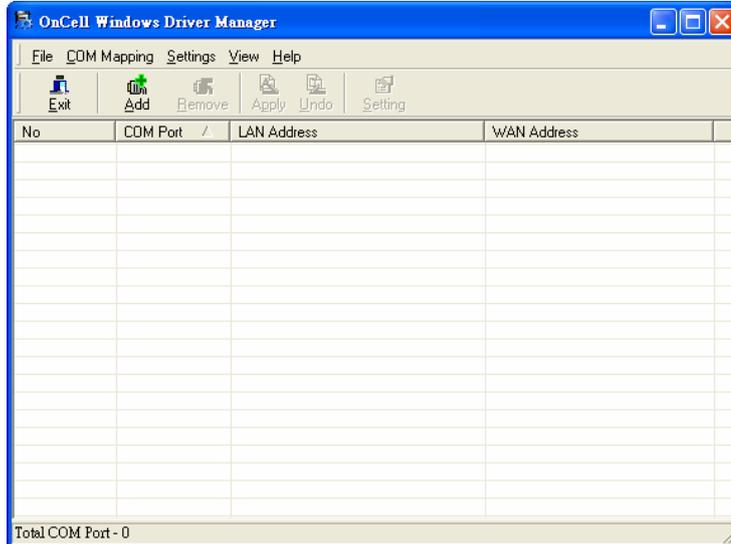 OnCell Windows Driver Manager
File COM Mapping Settings View Help
Exit Add Remove Apply Undo Setting
No COM Port LAN Address WAN Address
Total COM Port - 0